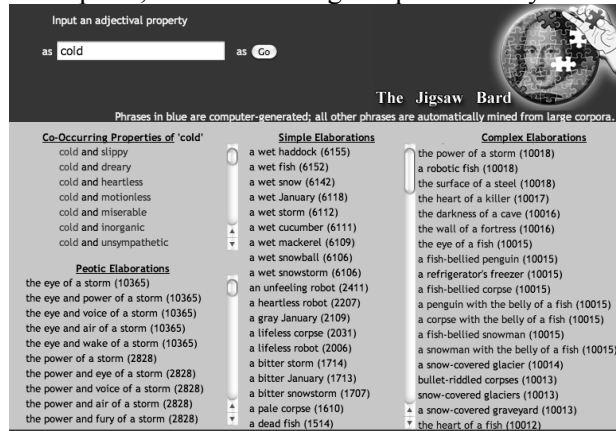 Input an adjectival property
as cold as Go
The Jigsaw Bard
Phrases in blue are computer-generated; all other phrases are automatically mined from large corpora.
Co-Occurring Properties of 'cold'
cold and slippy
cold and dreary
cold and heartless
cold and motionless
cold and miserable
cold and inorganic
cold and unsympathetic
Peotic Elaborations
the eye of a storm (10365)
the eye and power of a storm (10365)
the eye and voice of a storm (10365)
the eye and air of a storm (10365)
the eye and wake of a storm (10365)
the power of a storm (2828)
the power and eye of a storm (2828)
the power and voice of a storm (2828)
the power and air of a storm (2828)
the power and fury of a storm (2828)
Simple Elaborations
a wet haddock (6155)
a wet fish (6152)
a wet snow (6142)
a wet January (6118)
a wet storm (6112)
a wet cucumber (6111)
a wet mackerel (6109)
a wet snowball (6106)
a wet snowstorm (6106)
an unfeeling robot (2411)
a heartless robot (2207)
a gray January (2109)
a lifeless corpse (2031)
a lifeless robot (2006)
a bitter storm (1714)
a bitter January (1713)
a bitter snowstorm (1707)
a pale corpse (1610)
a dead fish (1514)
Complex Elaborations
the power of a storm (10018)
a robotic fish (10018)
the surface of a steel (10018)
the heart of a killer (10017)
the darkness of a cave (10016)
the wall of a fortress (10016)
the eye of a fish (10015)
a fish-bellied penguin (10015)
a refrigerator's freezer (10015)
a fish-bellied corpse (10015)
a penguin with the belly of a fish (10015)
a corpse with the belly of a fish (10015)
a fish-bellied snowman (10015)
a snowman with the belly of a fish (10015)
a snow-covered glacier (10014)
bullet-riddled corpses (10013)
snow-covered glaciers (10013)
a snow-covered graveyard (10013)
the heart of a fish (10012)